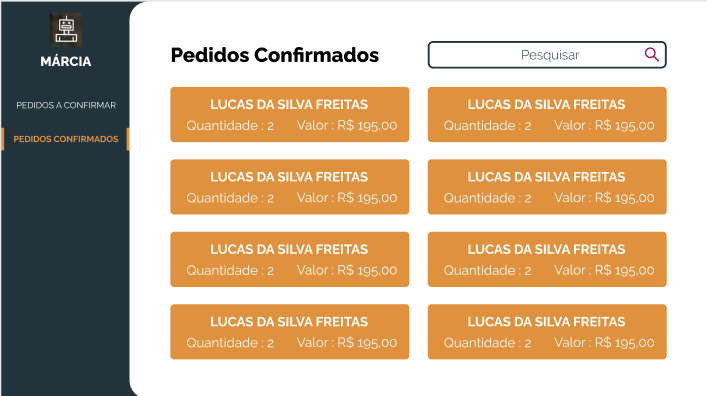 MÁRCIA
PEDIDOS A CONFIRMAR
PEDIDOS CONFIRMADOS
Pedidos Confirmados
Pesquisar
LUCAS DA SILVA FREITAS
Quantidade : 2 Valor : R$ 195,00
LUCAS DA SILVA FREITAS
Quantidade : 2 Valor : R$ 195,00
LUCAS DA SILVA FREITAS
Quantidade : 2 Valor : R$ 195,00
LUCAS DA SILVA FREITAS
Quantidade : 2 Valor : R$ 195,00
LUCAS DA SILVA FREITAS
Quantidade : 2 Valor : R$ 195,00
LUCAS DA SILVA FREITAS
Quantidade : 2 Valor : R$ 195,00
LUCAS DA SILVA FREITAS
Quantidade : 2 Valor : R$ 195,00
LUCAS DA SILVA FREITAS
Quantidade : 2 Valor : R$ 195,00